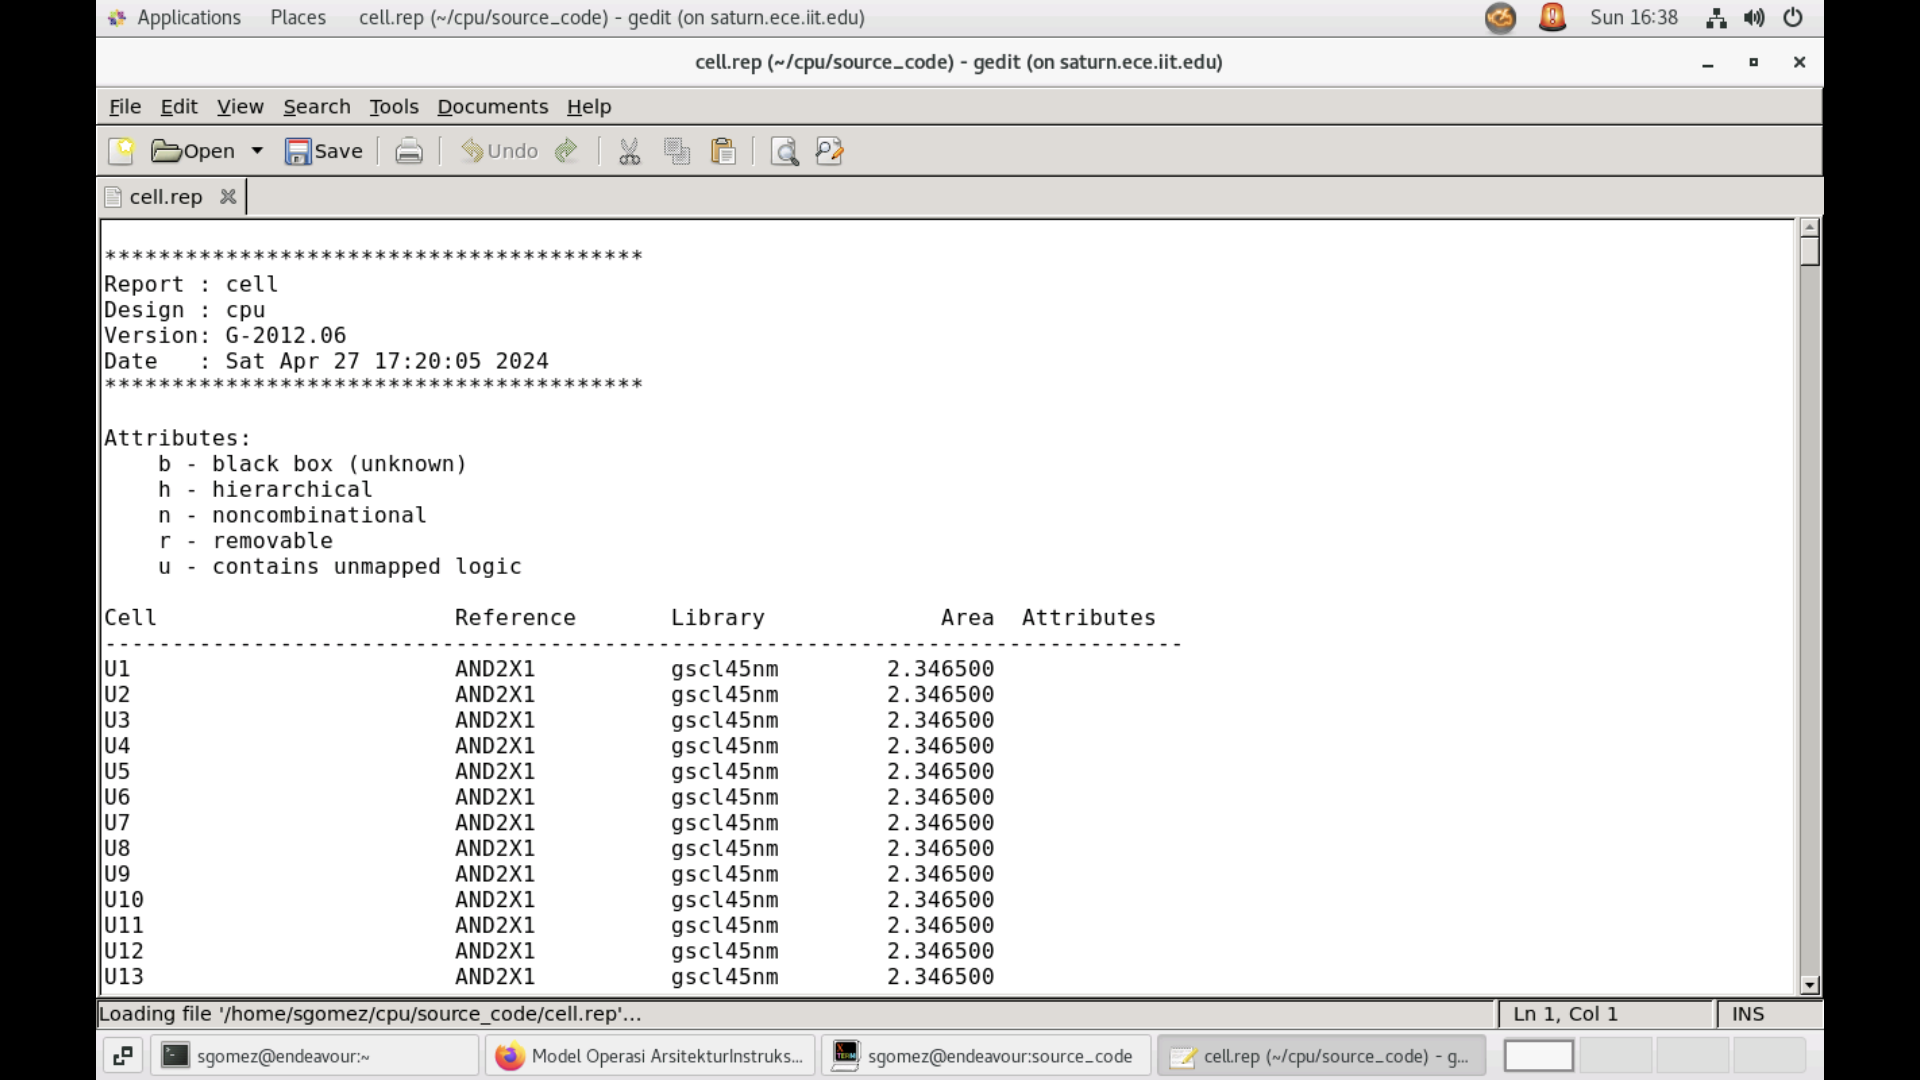 Applications Places cell.rep (~/cpu/source_code) - gedit (on saturn.ece.iit.edu) Sun 16:38
cell.rep (~/cpu/source_code) - gedit (on saturn.ece.iit.edu)
File Edit View Search Tools Documents Help
Open Save Undo
cell.rep
****************************************
Report : cell
Design : cpu
Version: G-2012.06
Date   : Sat Apr 27 17:20:05 2024
****************************************
Attributes:
b - black box (unknown)
h - hierarchical
n - noncombinational
r - removable
u - contains unmapped logic
Cell Reference Library Area Attributes
--------------------------------------------------------------------------------
U1 AND2X1 gscl45nm 2.346500
U2 AND2X1 gscl45nm 2.346500
U3 AND2X1 gscl45nm 2.346500
U4 AND2X1 gscl45nm 2.346500
U5 AND2X1 gscl45nm 2.346500
U6 AND2X1 gscl45nm 2.346500
U7 AND2X1 gscl45nm 2.346500
U8 AND2X1 gscl45nm 2.346500
U9 AND2X1 gscl45nm 2.346500
U10 AND2X1 gscl45nm 2.346500
U11 AND2X1 gscl45nm 2.346500
U12 AND2X1 gscl45nm 2.346500
U13 AND2X1 gscl45nm 2.346500
Loading file '/home/sgomez/cpu/source_code/cell.rep'... Ln 1, Col 1 INS
sgomez@endeavour:~ Model Operasi ArsitekturInstruks... sgomez@endeavour:source_code cell.rep (~/cpu/source_code) - g...